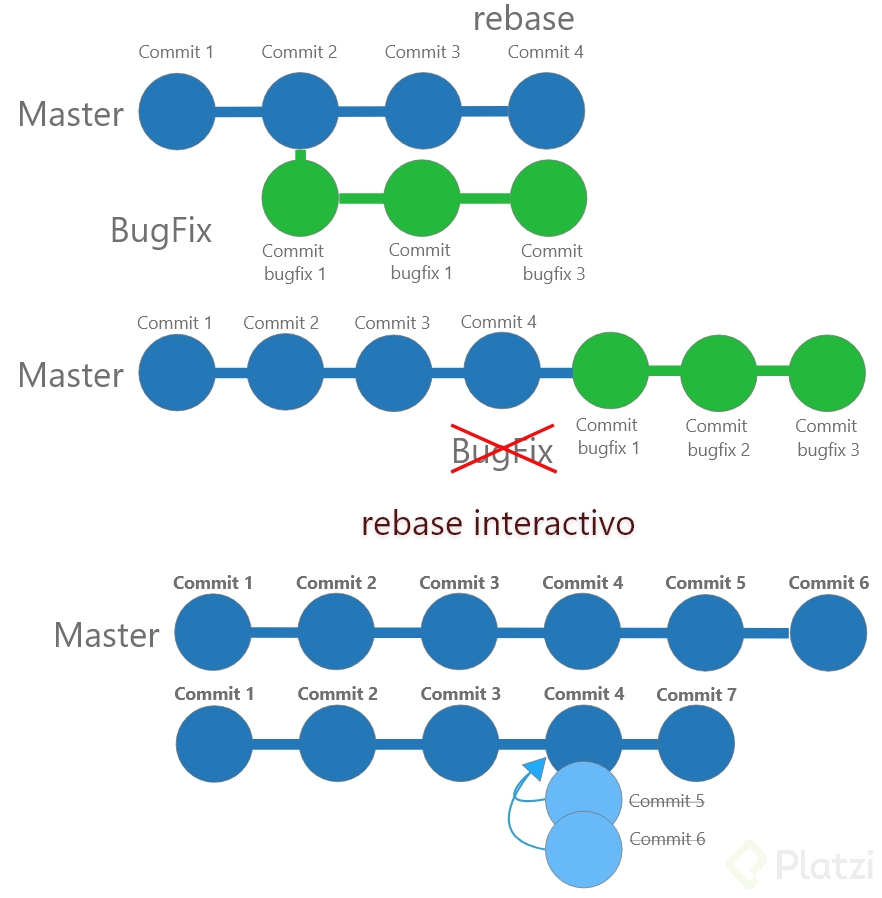 rebase
Commit 1 Commit 2 Commit 3 Commit 4
Master
BugFix
Commit bugfix 1
Commit bugfix 1
Commit bugfix 3
Commit 1 Commit 2 Commit 3 Commit 4
Master
BugFix
Commit bugfix 1
Commit bugfix 2
Commit bugfix 3
rebase interactivo
Commit 1 Commit 2 Commit 3 Commit 4 Commit 5 Commit 6
Master
Commit 1 Commit 2 Commit 3 Commit 4 Commit 7
Commit 5
Commit 6
Platzi